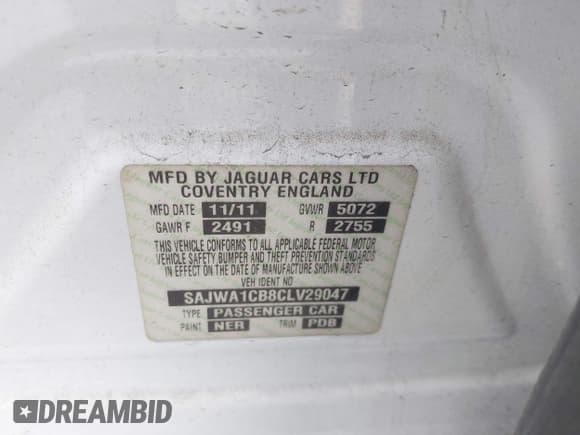 MFD BY JAGUAR CARS LTD
COVENTRY ENGLAND
MFD DATE 11/11 GVWR 5072
GAWR F 2491 R 2755
THIS VEHICLE CONFORMS TO ALL APPLICABLE FEDERAL MOTOR
VEHICLE SAFETY BUMPER AND THEFT PREVENTION STANDARDS
IN EFFECT ON THE DATE OF MANUFACTURE SHOWN ABOVE
VEH IDENT NO
SAJWA1CB8CLV29047
TYPE PASSENGER CAR
PAINT NER TRIM PDB
DREAMBID